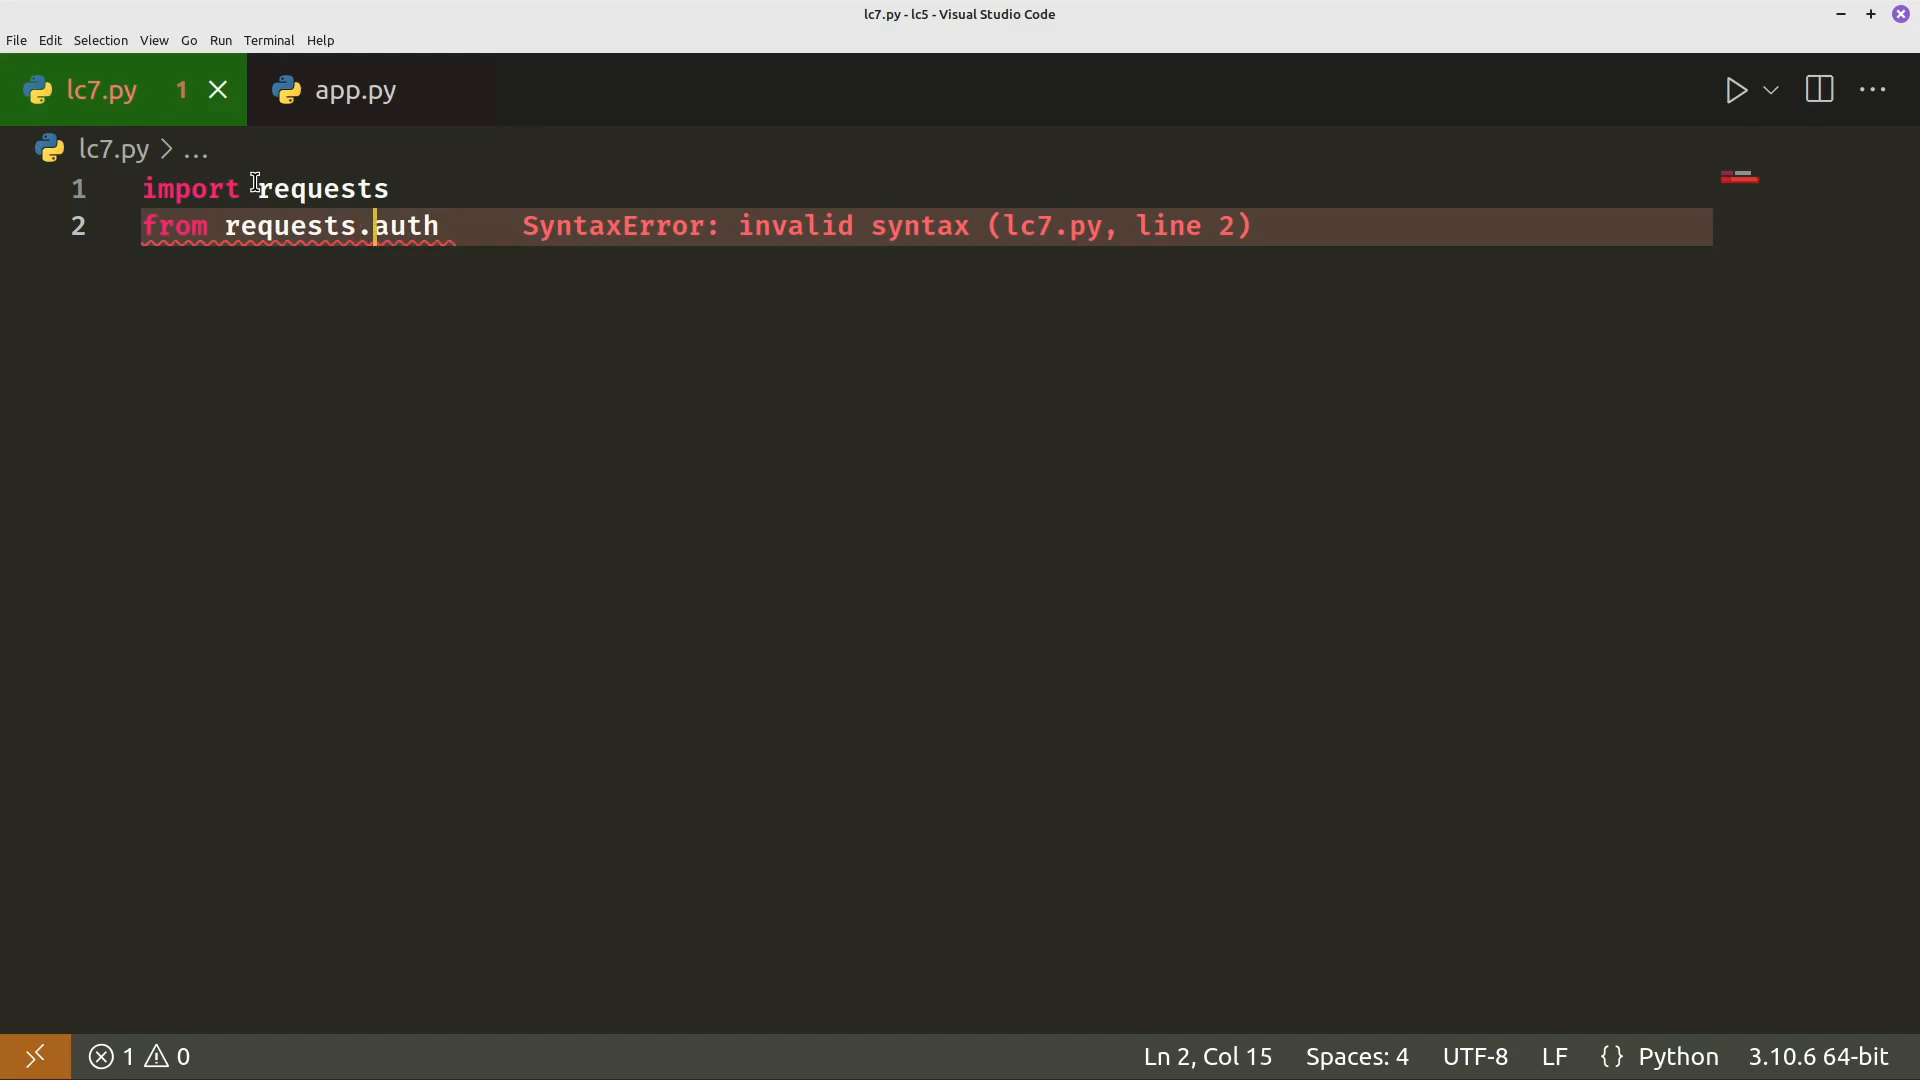 lc7.py - lc5 - Visual Studio Code
File Edit Selection View Go Run Terminal Help
lc7.py 1 app.py
lc7.py > ...
1 import requests
2 from requests.auth SyntaxError: invalid syntax (lc7.py, line 2)
1 0 Ln 2, Col 15 Spaces: 4 UTF-8 LF {} Python 3.10.6 64-bit